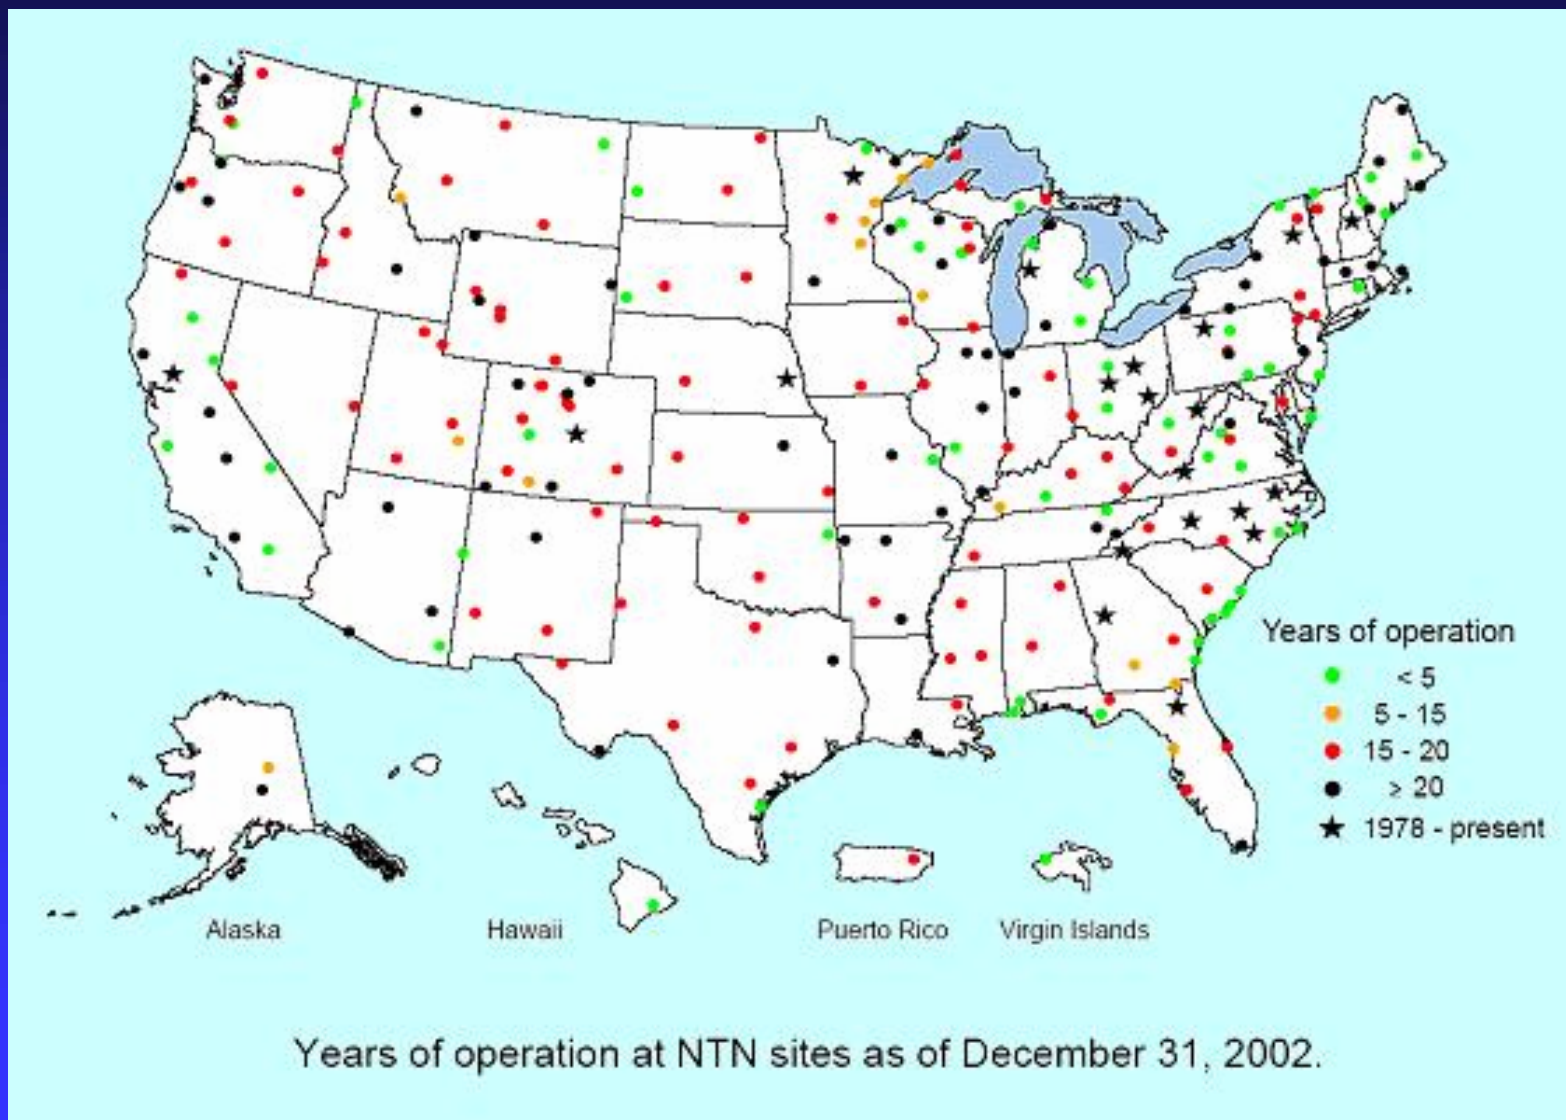 Years of operation
< 5
5 - 15
15 - 20
≥ 20
1978 - present
Alaska
Hawaii
Puerto Rico
Virgin Islands
Years of operation at NTN sites as of December 31, 2002.